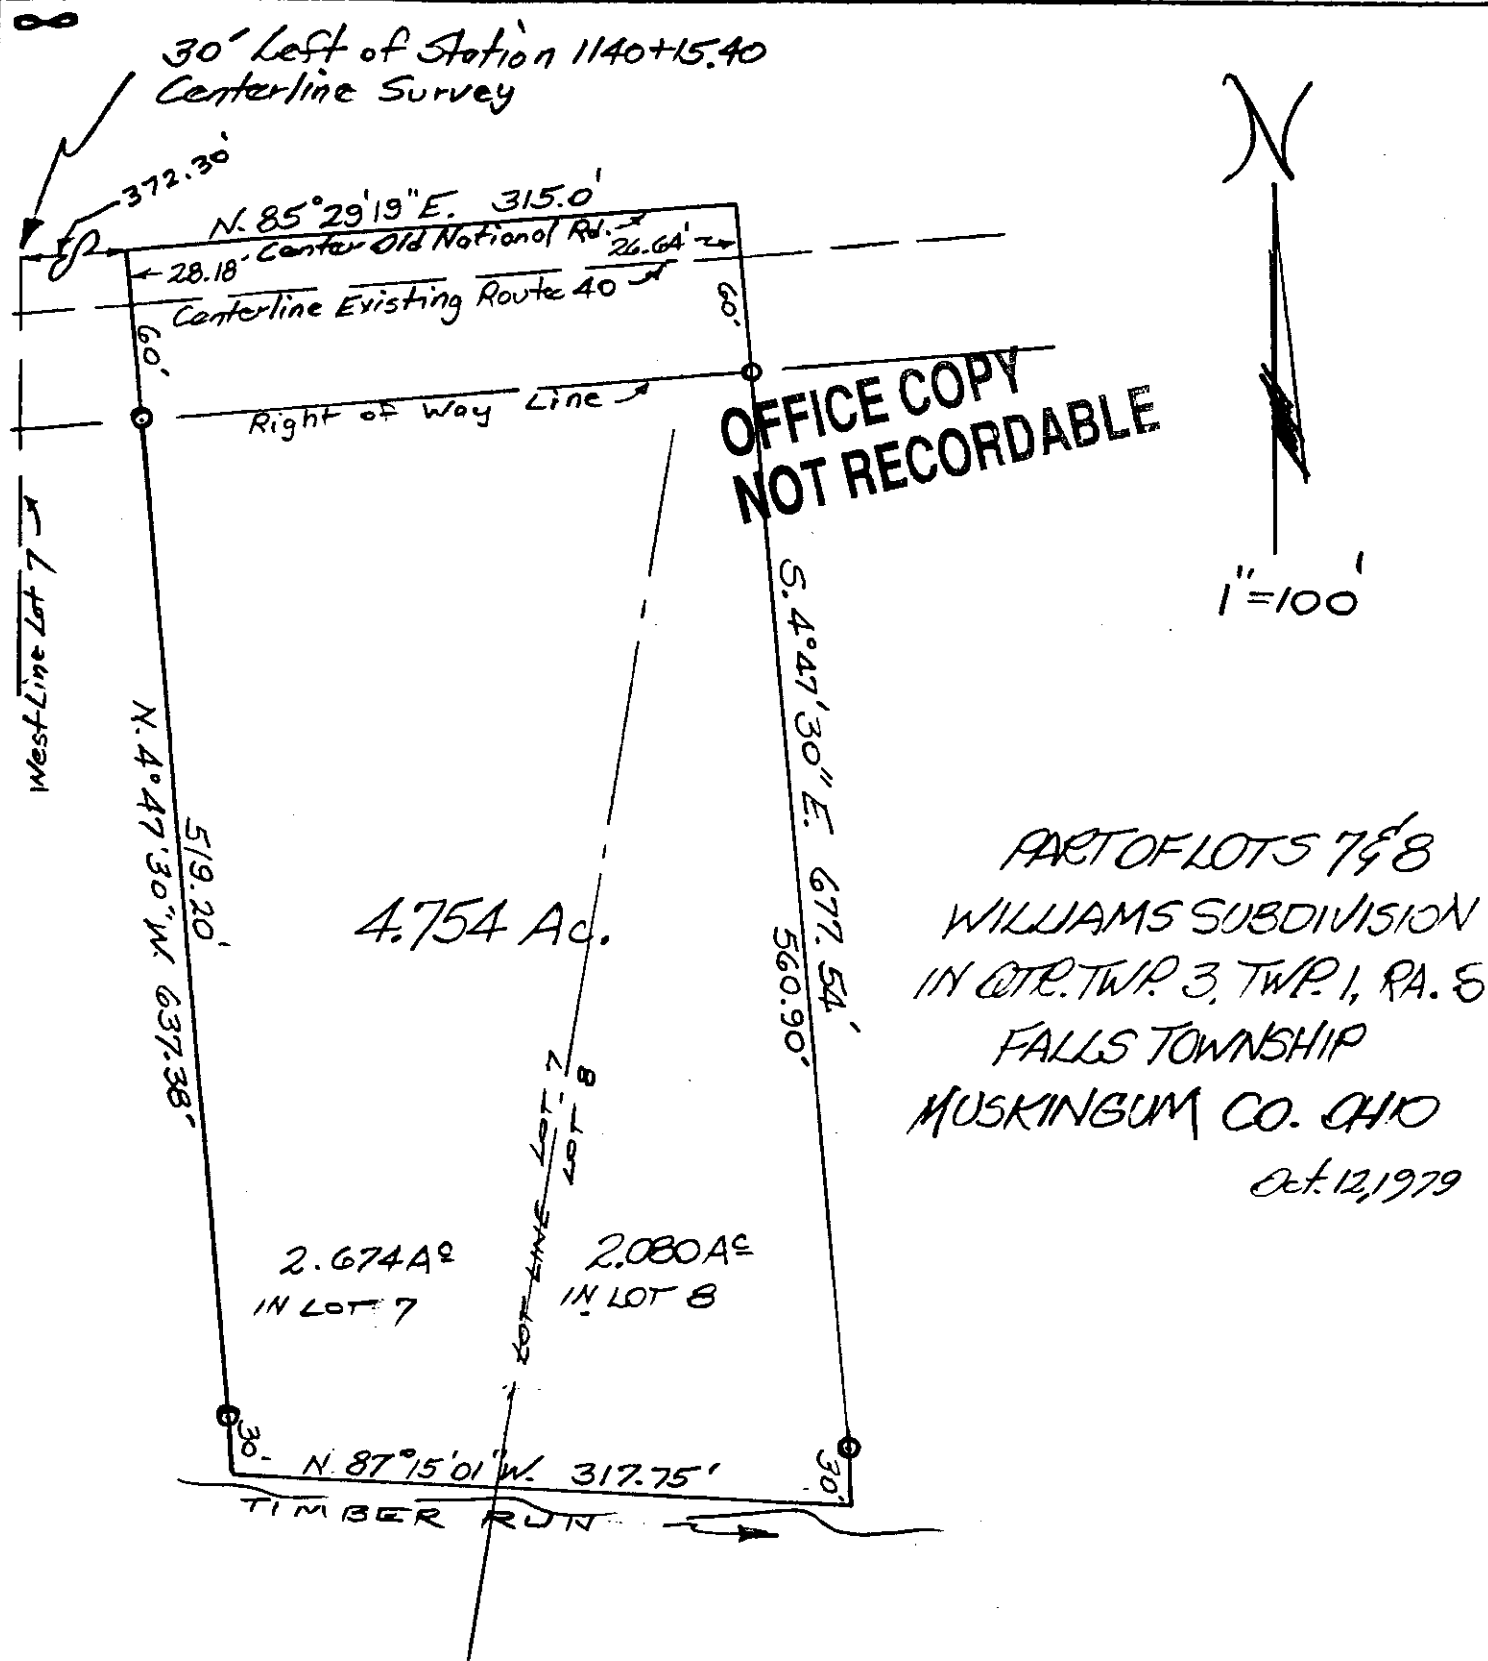 30' Left of Station 1140+15.40
Centerline Survey
372.30'
N. 85°29'19"E. 315.0'
Center Old National Rd.
28.18'
26.64'
Centerline Existing Route 40
60'
60'
Right of Way Line
OFFICE COPY
NOT RECORDABLE
N
1"=100'
West Line Lot 7
S. 4°47'30" E. 677.54'
560.90'
N. 4°47'30" W. 637.38'
519.20'
4.754 Ac.
PART OF LOTS 7 & 8
WILLIAMS SUBDIVISION
IN QTR. TWP. 3, TWP. 1, RA. 8
FALLS TOWNSHIP
MUSKINGUM CO. OHIO
Oct. 12, 1979
LOT 8
LOT LINE LOT 7
2.674 Ac
IN LOT 7
2.080 Ac
IN LOT 8
30'
N. 87°15'01"W. 317.75'
30'
TIMBER RUN